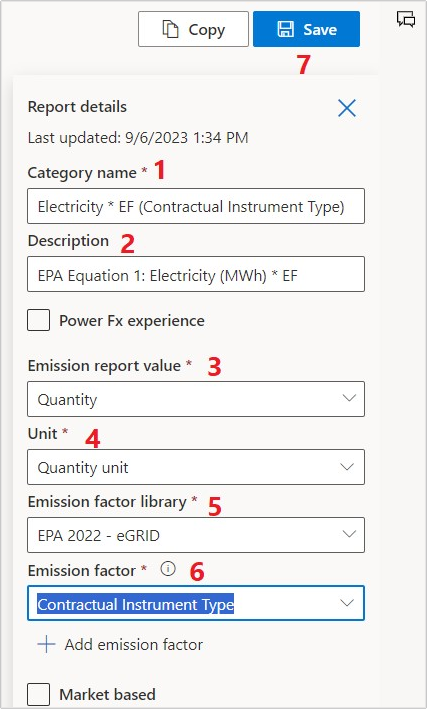 Copy Save
7
Report details
Last updated: 9/6/2023 1:34 PM
Category name * 1
Electricity * EF (Contractual Instrument Type)
Description 2
EPA Equation 1: Electricity (MWh) * EF
Power Fx experience
Emission report value * 3
Quantity
Unit * 4
Quantity unit
Emission factor library * 5
EPA 2022 - eGRID
Emission factor * 6
Contractual Instrument Type
Add emission factor
Market based